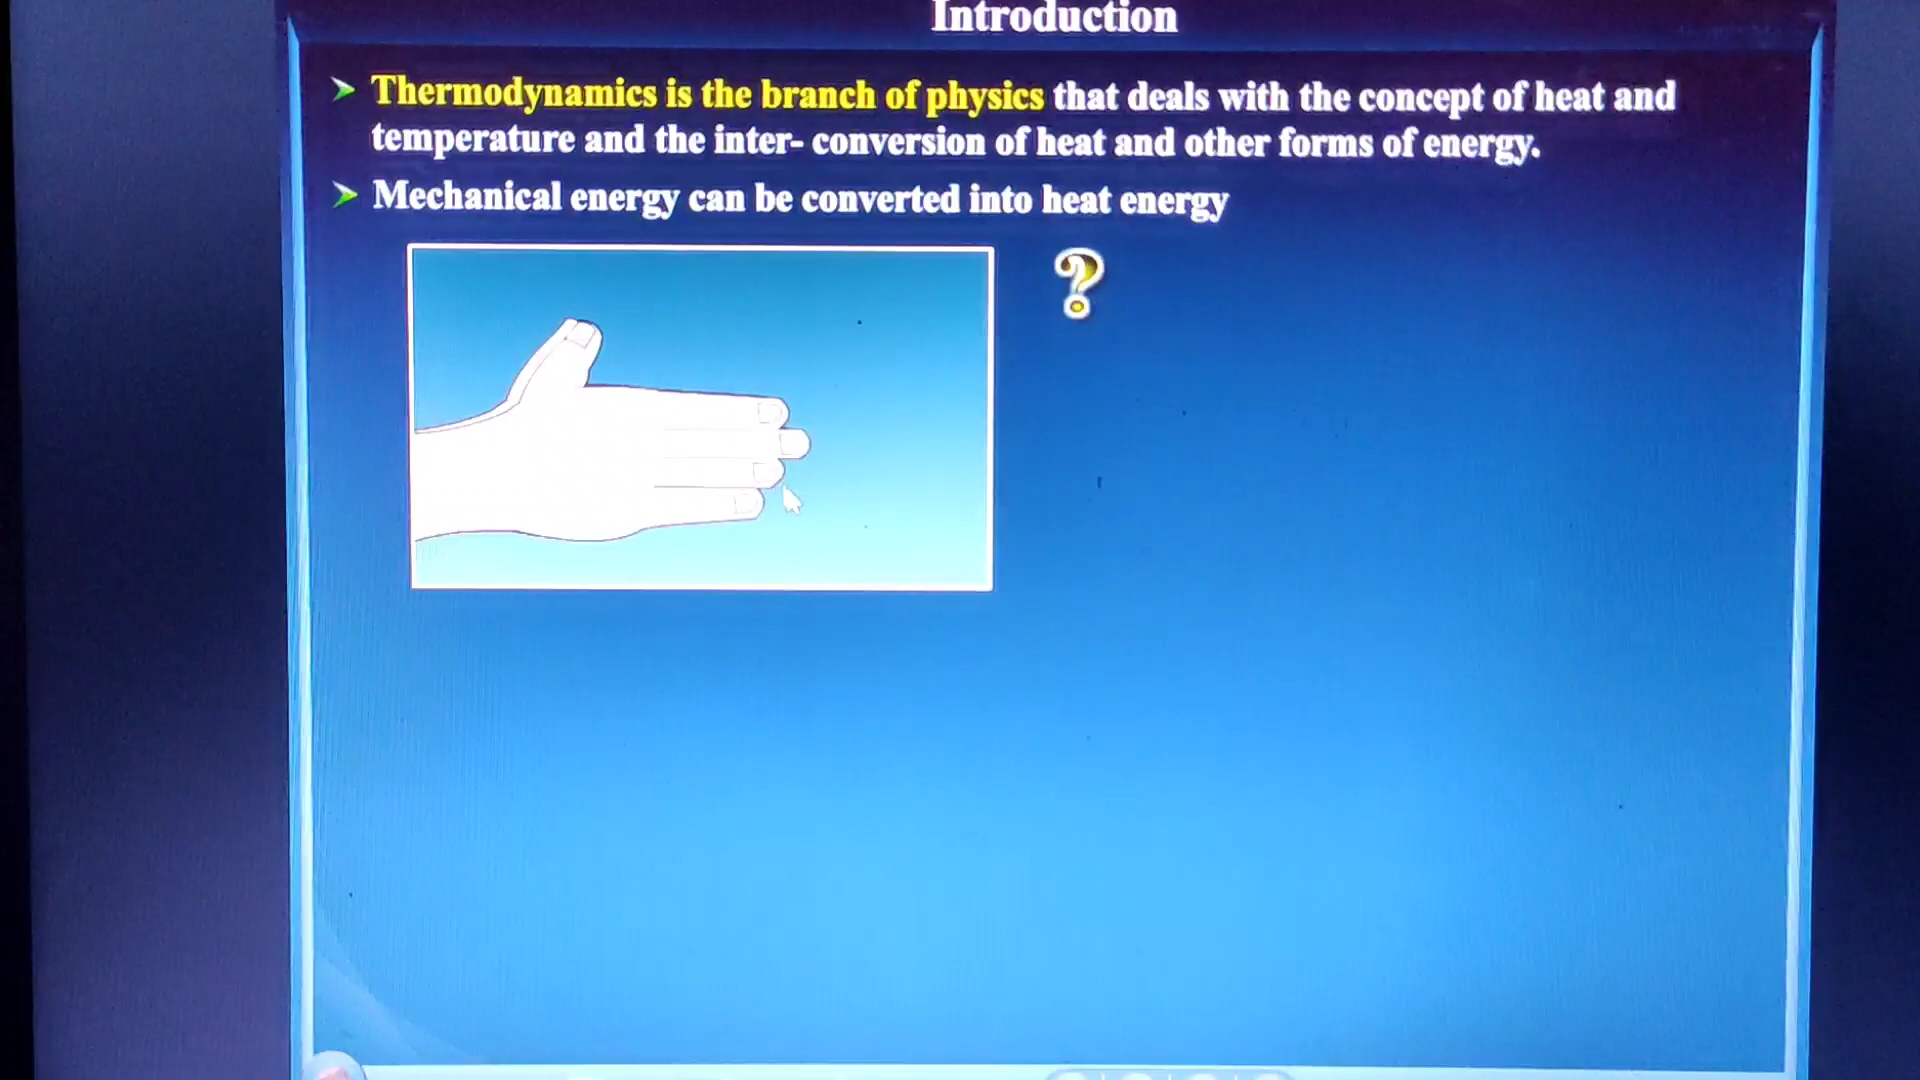 Introduction
Thermodynamics is the branch of physics that deals with the concept of heat and
temperature and the inter- conversion of heat and other forms of energy.
Mechanical energy can be converted into heat energy
?